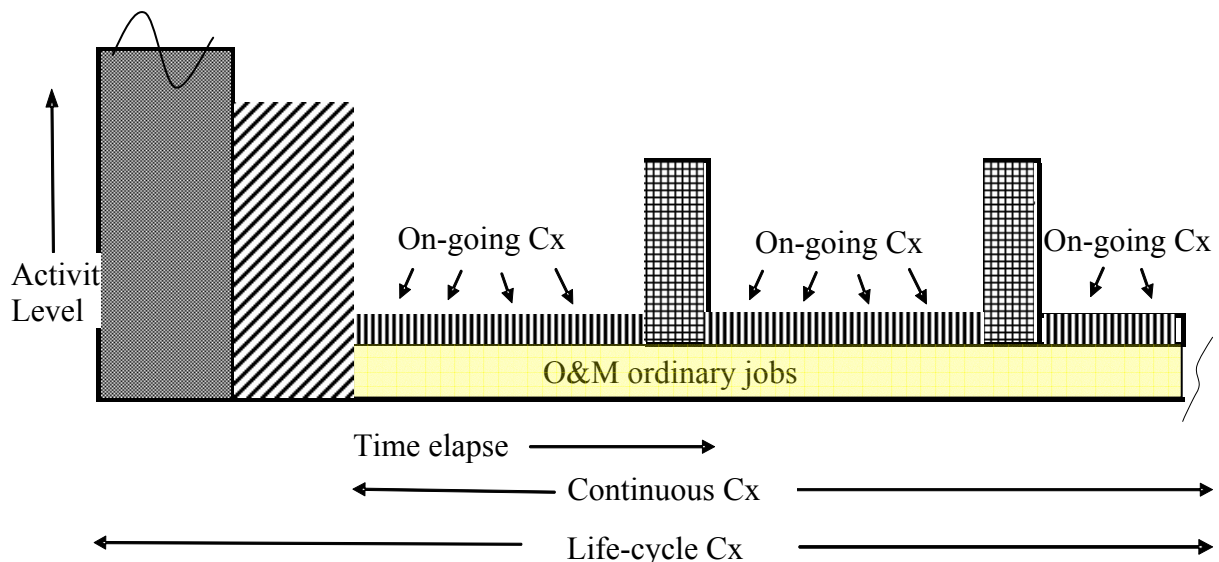 On-going Cx
On-going Cx
On-going Cx
Activit
Level
O&M ordinary jobs
Time elapse
Continuous Cx
Life-cycle Cx